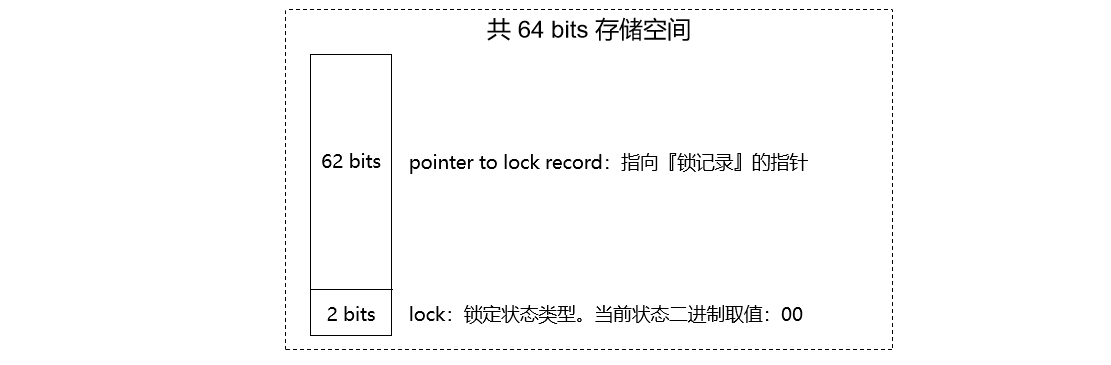 共 64 bits 存储空间
62 bits pointer to lock record：指向『锁记录』的指针
2 bits lock：锁定状态类型。当前状态二进制取值：00